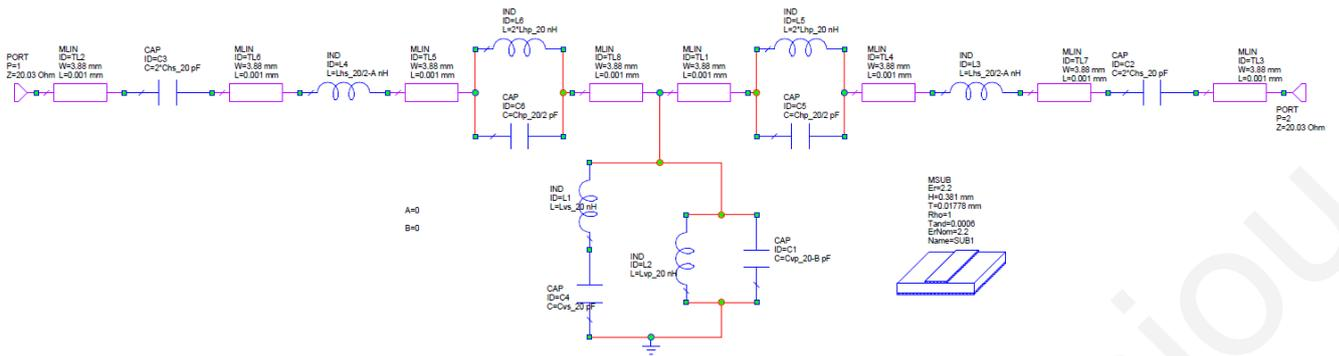 PORT
P=1
Z=20.03 Ohm
MLIN
ID=TL2
W=3.88 mm
L=0.001 mm
CAP
ID=C3
C=2*Chs_20 pF
MLIN
ID=TL6
W=3.88 mm
L=0.001 mm
IND
ID=L4
L=Lhs_20/2-A nH
MLIN
ID=TL5
W=3.88 mm
L=0.001 mm
IND
ID=L6
L=2*Lhp_20 nH
CAP
ID=C6
C=Chp_20/2 pF
MLIN
ID=TL8
W=3.88 mm
L=0.001 mm
MLIN
ID=TL1
W=3.88 mm
L=0.001 mm
IND
ID=L5
L=2*Lhp_20 nH
CAP
ID=C5
C=Chp_20/2 pF
MLIN
ID=TL4
W=3.88 mm
L=0.001 mm
IND
ID=L3
L=Lhs_20/2-A nH
MLIN
ID=TL7
W=3.88 mm
L=0.001 mm
CAP
ID=C2
C=2*Chs_20 pF
MLIN
ID=TL3
W=3.88 mm
L=0.001 mm
PORT
P=2
Z=20.03 Ohm
A=0
B=0
IND
ID=L1
L=Lvs_20 nH
CAP
ID=C4
C=Cvs_20 pF
IND
ID=L2
L=Lvp_20 nH
CAP
ID=C1
C=Cvp_20-B pF
MSUB
Er=2.2
H=0.381 mm
T=0.01778 mm
Rho=1
Tand=0.0006
ErNom=2.2
Name=SUB1